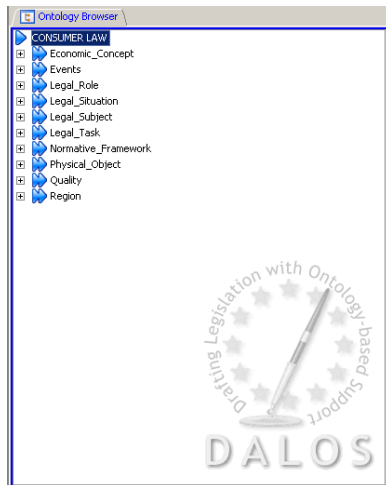 Ontology Browser
CONSUMER LAW
Economic_Concept
Events
Legal_Role
Legal_Situation
Legal_Subject
Legal_Task
Normative_Framework
Physical_Object
Quality
Region
Drafting Legislation with Ontology-based Support
DALOS